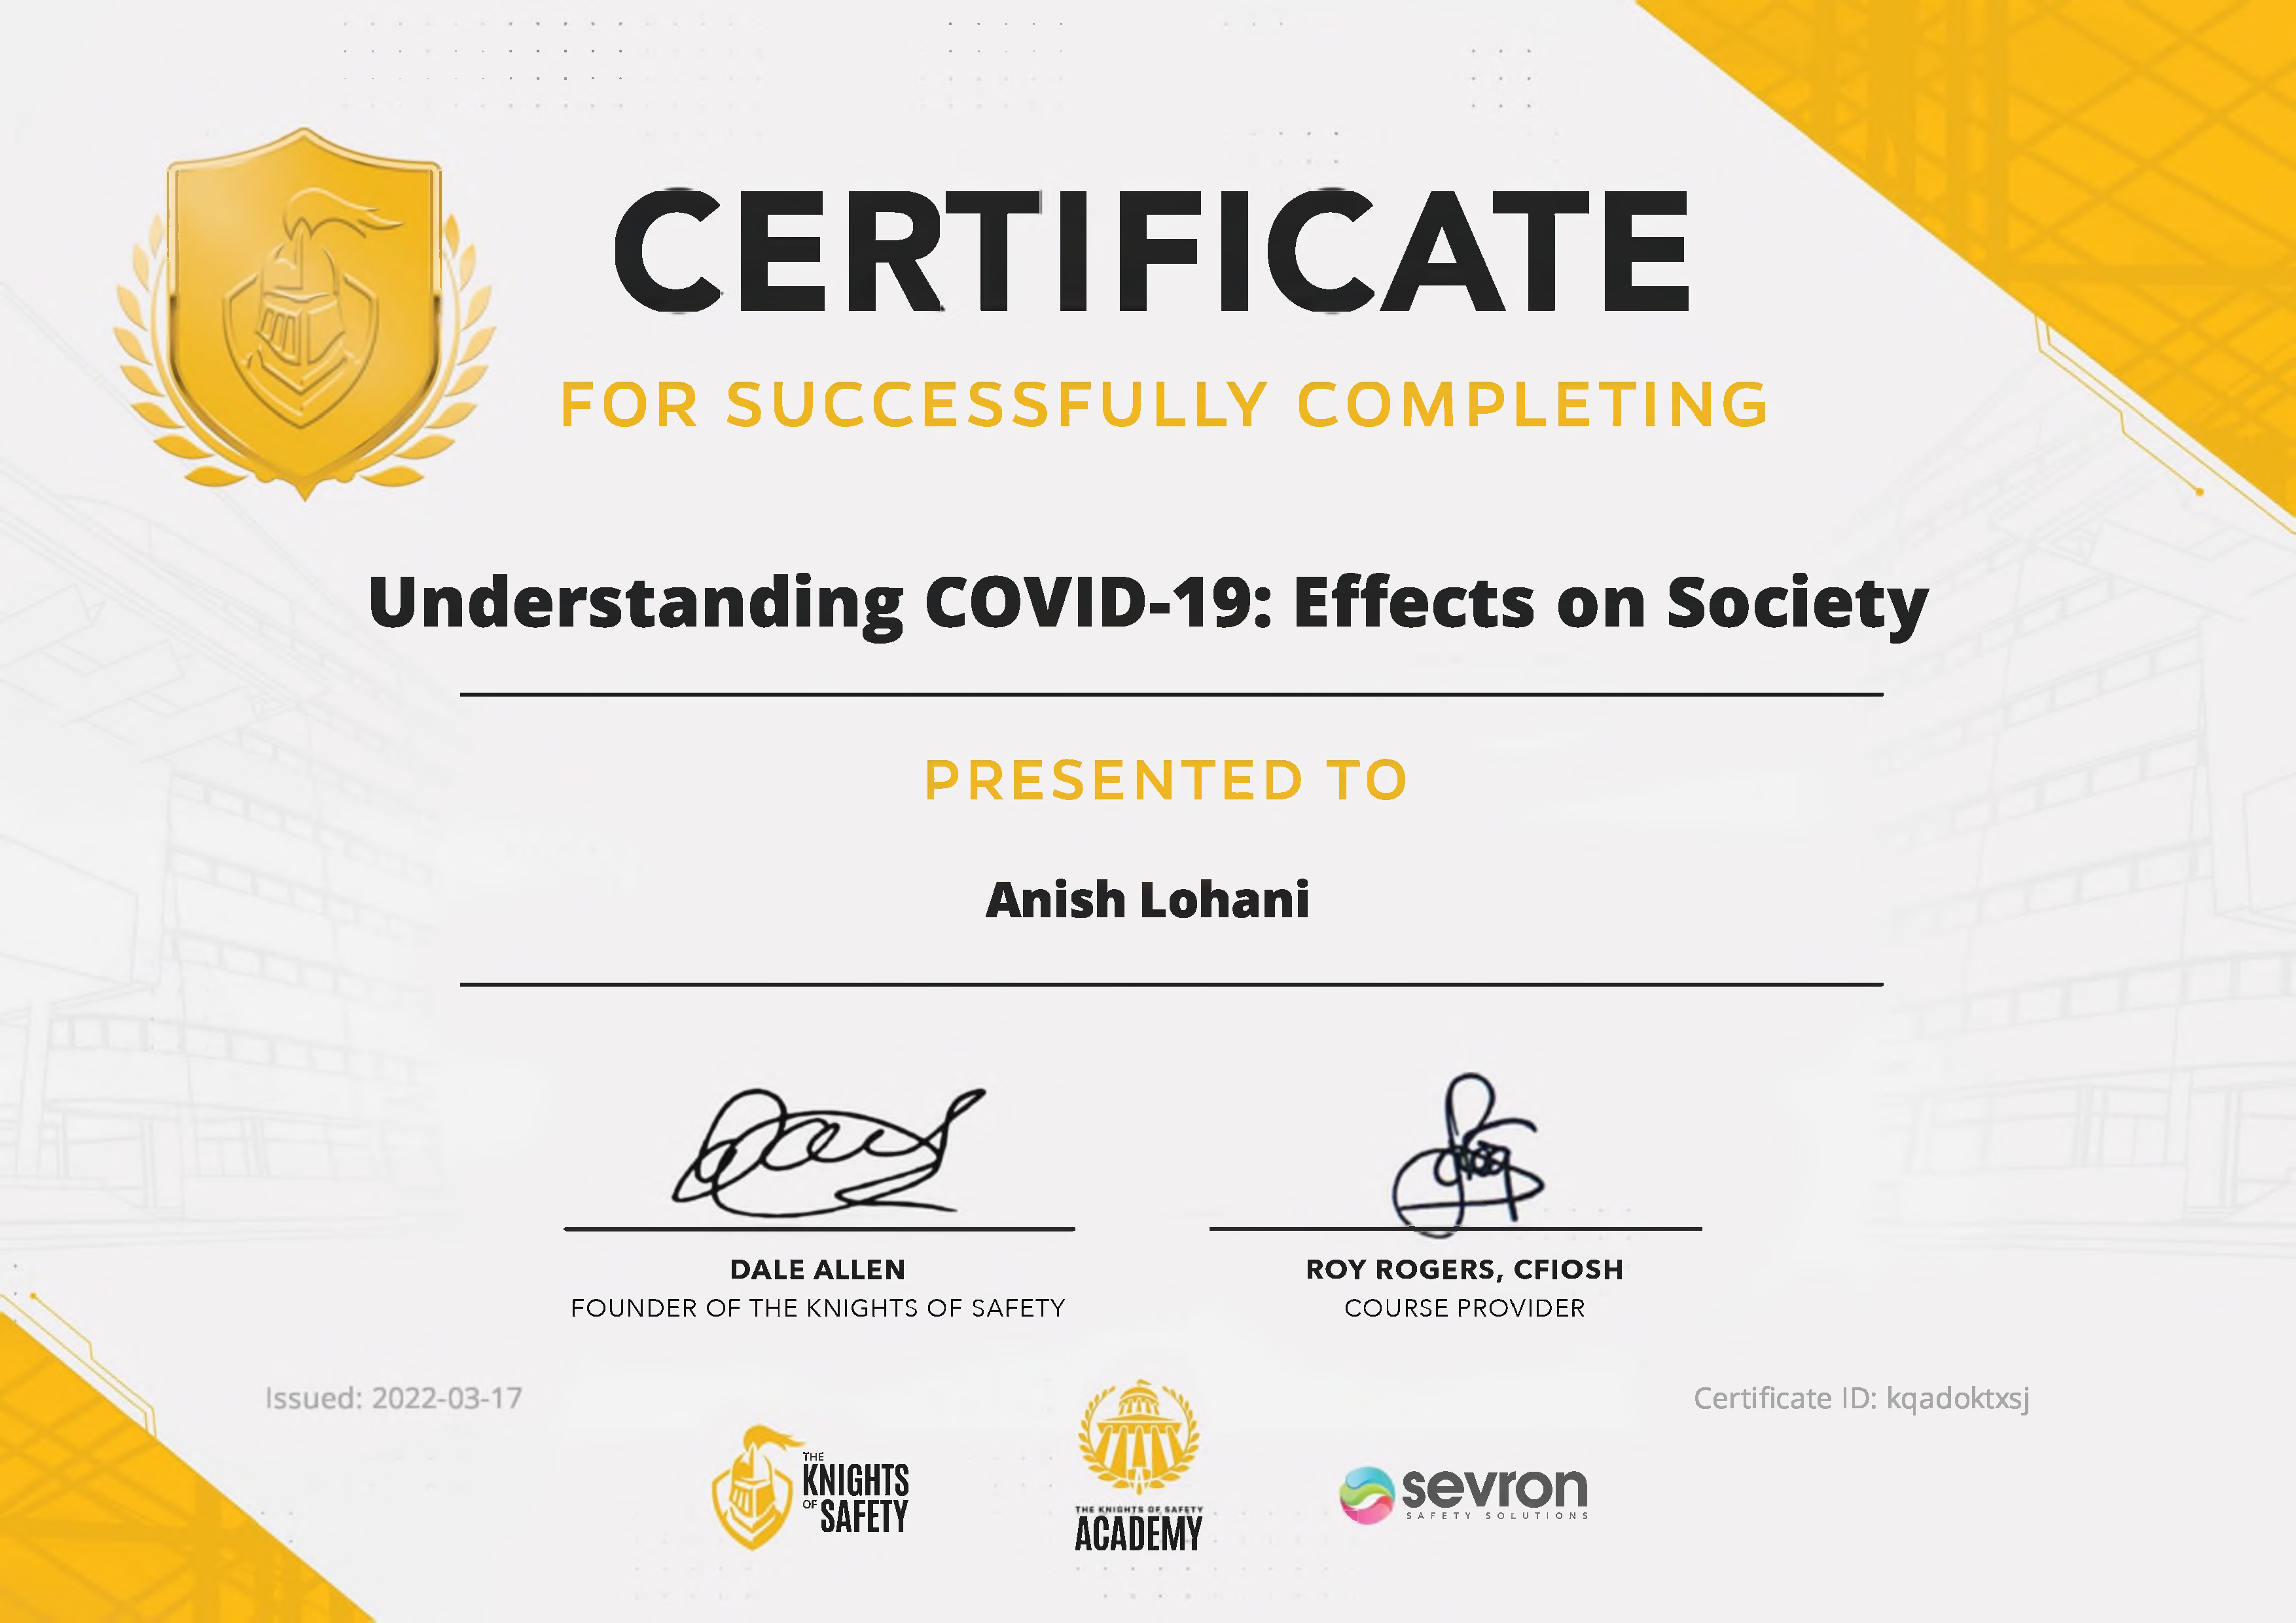 CERTIFICATE
FOR SUCCESSFULLY COMPLETING
Understanding COVID-19: Effects on Society
PRESENTED TO
Anish Lohani
DALE ALLEN
FOUNDER OF THE KNIGHTS OF SAFETY
ROY ROGERS, CFIOSH
COURSE PROVIDER
Issued: 2022-03-17
Certificate ID: kqadoktxsj
THE
KNIGHTS
OF SAFETY
THE KNIGHTS OF SAFETY
ACADEMY
sevron
SAFETY SOLUTIONS